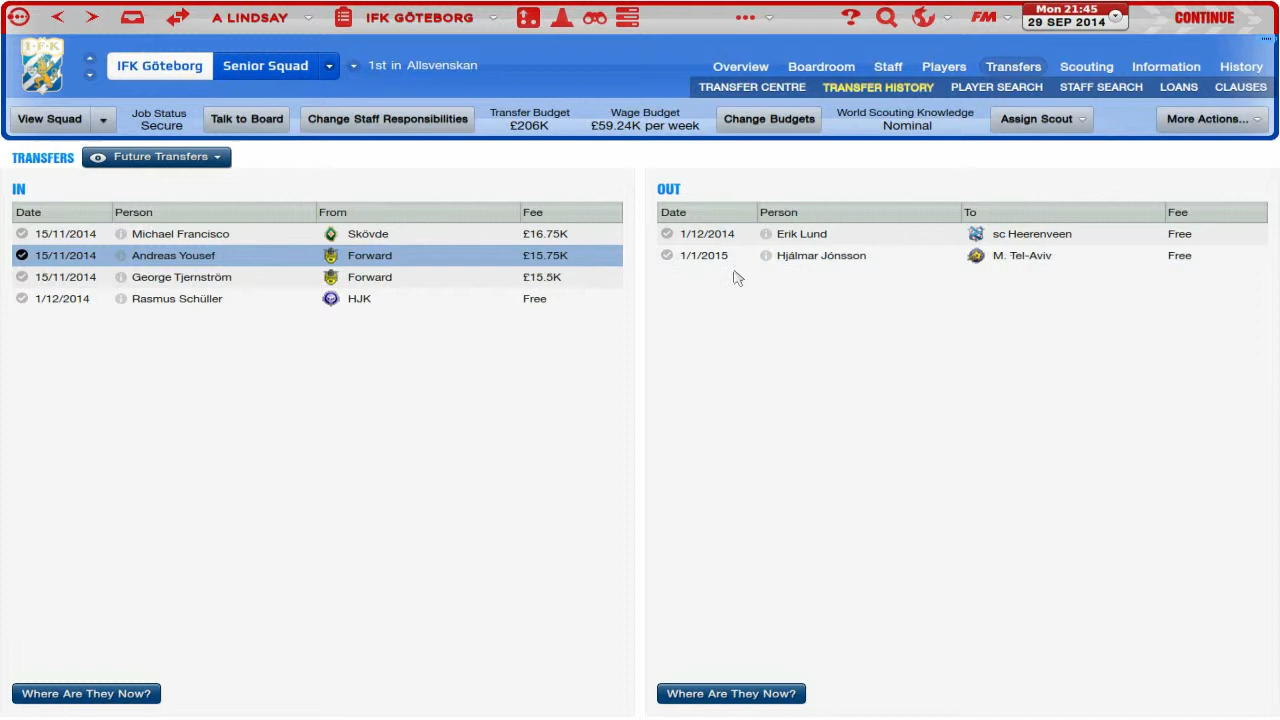 A LINDSAY IFK GÖTEBORG FM Mon 21:45 CONTINUE
29 SEP 2014
I·F·K
IFK Göteborg Senior Squad 1st in Allsvenskan Overview Boardroom Staff Players Transfers Scouting Information History
TRANSFER CENTRE TRANSFER HISTORY PLAYER SEARCH STAFF SEARCH LOANS CLAUSES
View Squad Job Status Secure Talk to Board Change Staff Responsibilities Transfer Budget £206K Wage Budget £59.24K per week Change Budgets World Scouting Knowledge Nominal Assign Scout More Actions...
TRANSFERS Future Transfers
IN
Date Person From Fee
15/11/2014 Michael Francisco Skövde £16.75K
15/11/2014 Andreas Yousef Forward £15.75K
15/11/2014 George Tjernström Forward £15.5K
1/12/2014 Rasmus Schüller HJK Free
Where Are They Now?
OUT
Date Person To Fee
1/12/2014 Erik Lund sc Heerenveen Free
1/1/2015 Hjálmar Jónsson M. Tel-Aviv Free
Where Are They Now?